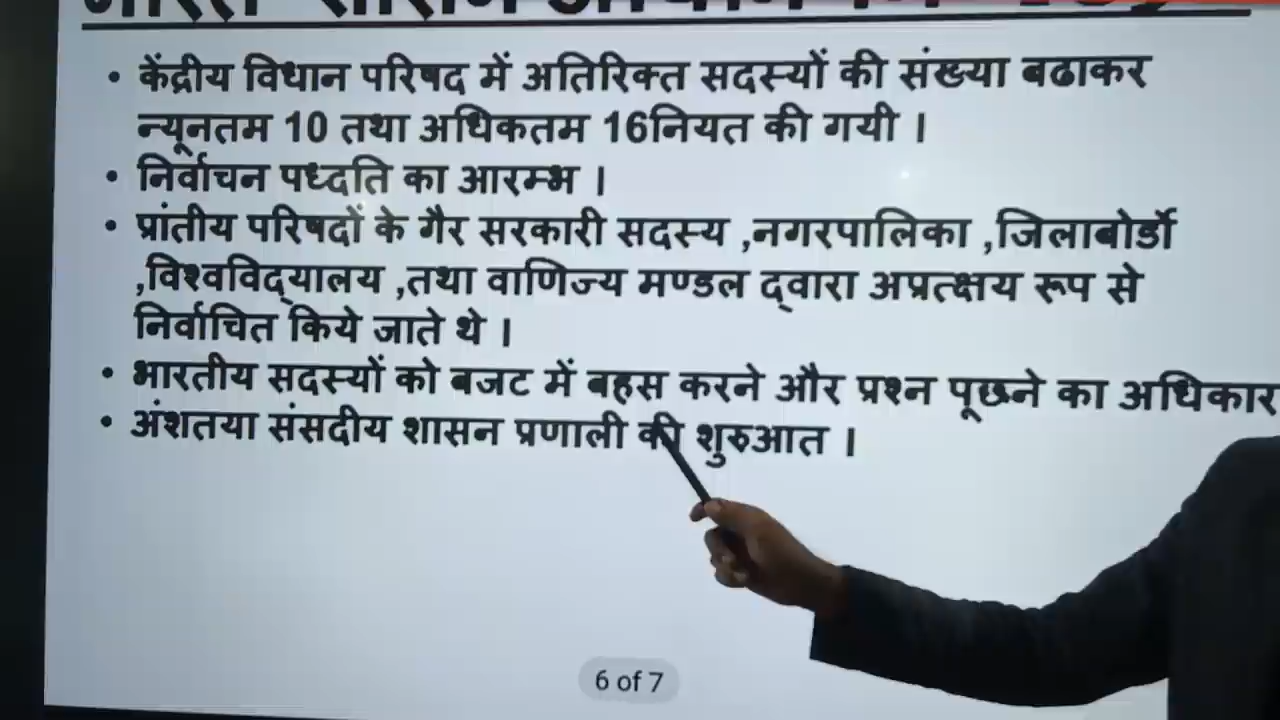 • केंद्रीय विधान परिषद में अतिरिक्त सदस्यों की संख्या बढाकर
न्यूनतम 10 तथा अधिकतम 16नियत की गयी ।
• निर्वाचन पध्दति का आरम्भ ।
• प्रांतीय परिषदों के गैर सरकारी सदस्य ,नगरपालिका ,जिलाबोर्डो
,विश्वविद्यालय ,तथा वाणिज्य मण्डल द्वारा अप्रत्क्षय रूप से
निर्वाचित किये जाते थे ।
• भारतीय सदस्यों को बजट में बहस करने और प्रश्न पूछने का अधिकार
• अंशतया संसदीय शासन प्रणाली की शुरुआत ।
6 of 7